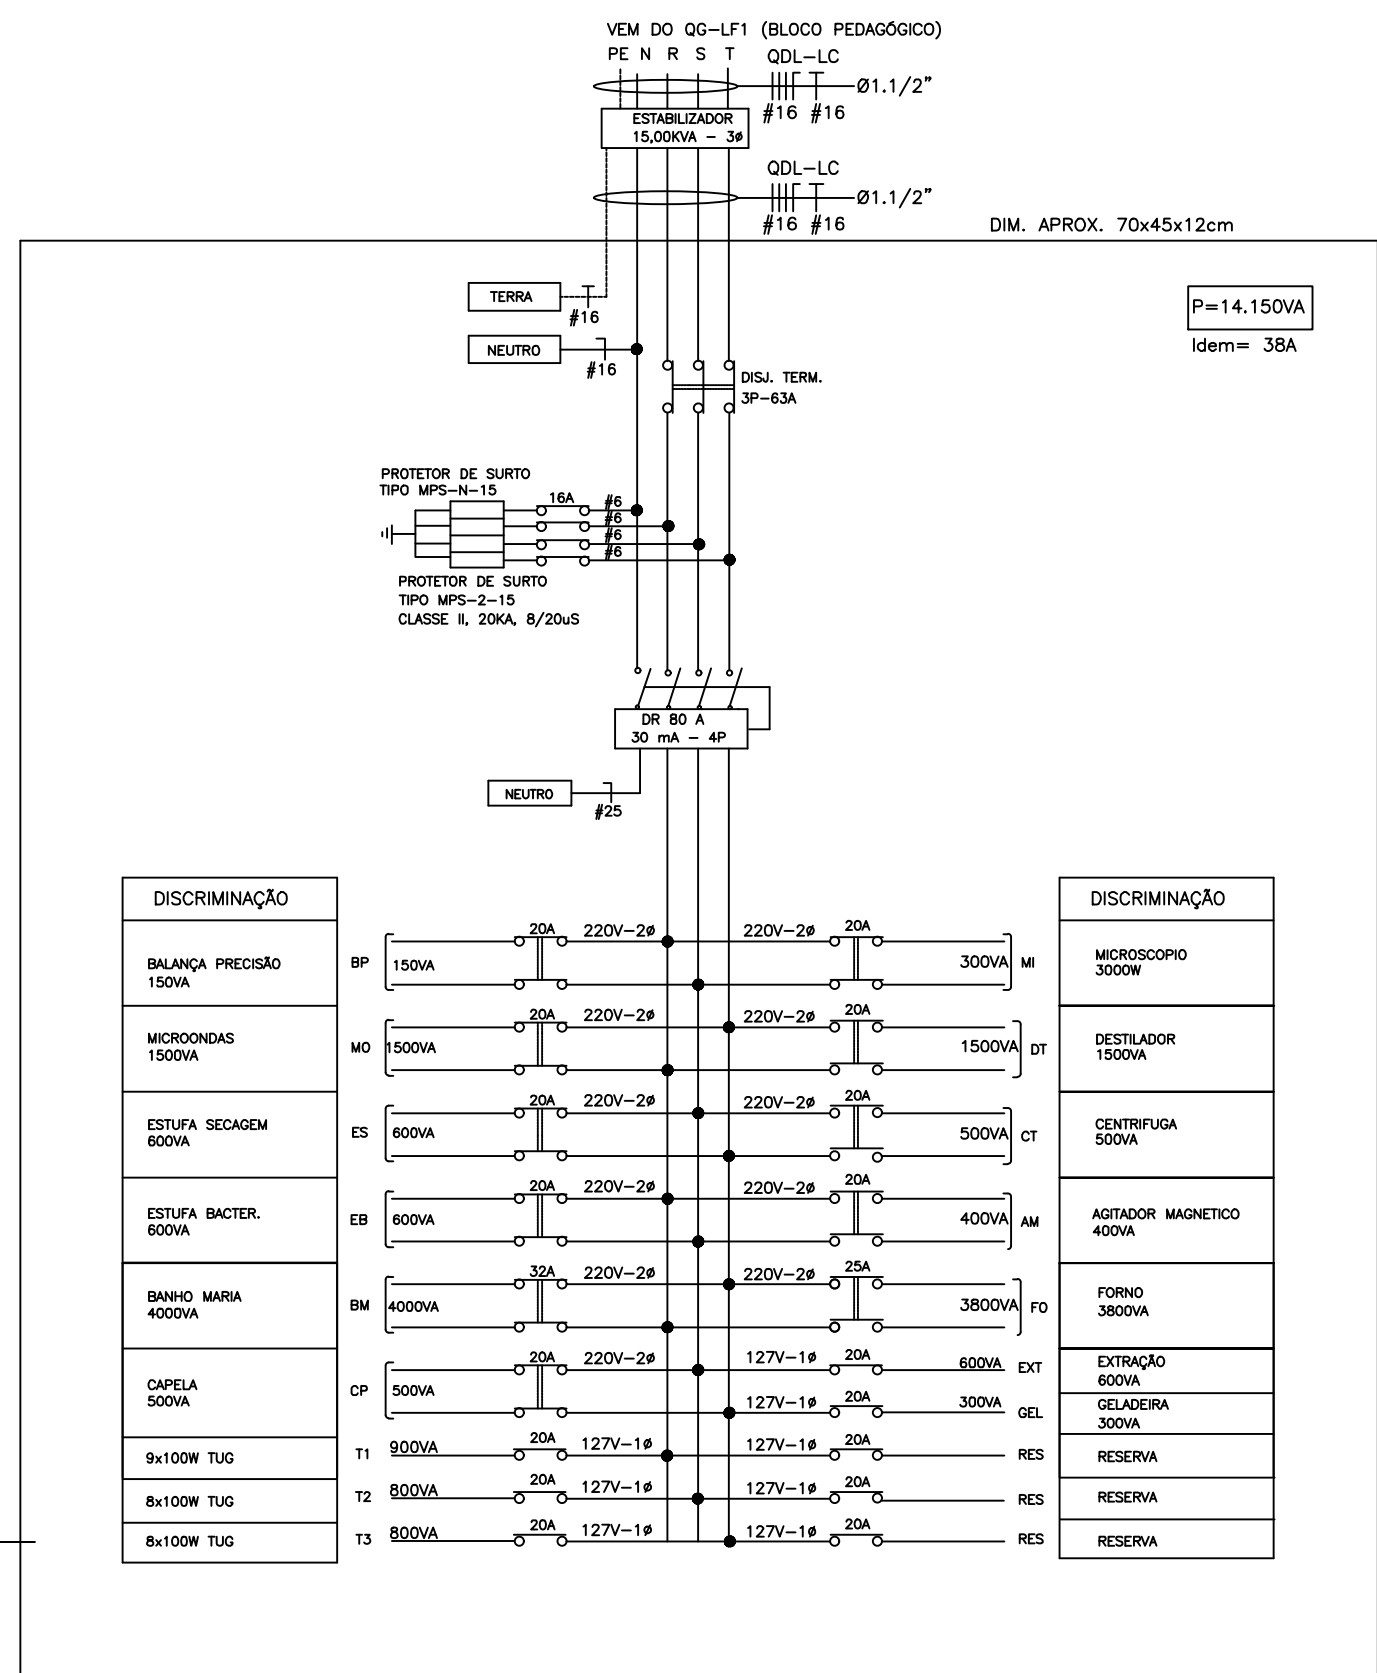 VEM DO QG-LF1 (BLOCO PEDAGÓGICO)
PE N R S T
QDL-LC
Ø1.1/2"
#16 #16
ESTABILIZADOR
15,00KVA - 3ø
QDL-LC
Ø1.1/2"
#16 #16
DIM. APROX. 70x45x12cm
TERRA
#16
P=14.150VA
Idem= 38A
NEUTRO
#16
DISJ. TERM.
3P-63A
PROTETOR DE SURTO
TIPO MPS-N-15
16A
#6
#6
#6
#6
PROTETOR DE SURTO
TIPO MPS-2-15
CLASSE II, 20KA, 8/20uS
DR 80 A
30 mA - 4P
NEUTRO
#25
DISCRIMINAÇÃO
DISCRIMINAÇÃO
BALANÇA PRECISÃO
150VA
BP
150VA
20A
220V-2ø
220V-2ø
20A
300VA
MI
MICROSCOPIO
3000W
MICROONDAS
1500VA
MO
1500VA
20A
220V-2ø
220V-2ø
20A
1500VA
DT
DESTILADOR
1500VA
ESTUFA SECAGEM
600VA
ES
600VA
20A
220V-2ø
220V-2ø
20A
500VA
CT
CENTRIFUGA
500VA
ESTUFA BACTER.
600VA
EB
600VA
20A
220V-2ø
220V-2ø
20A
400VA
AM
AGITADOR MAGNETICO
400VA
BANHO MARIA
4000VA
BM
4000VA
32A
220V-2ø
220V-2ø
25A
3800VA
FO
FORNO
3800VA
CAPELA
500VA
CP
500VA
20A
220V-2ø
127V-1ø
20A
600VA
EXT
EXTRAÇÃO
600VA
127V-1ø
20A
300VA
GEL
GELADEIRA
300VA
9x100W TUG
T1
900VA
20A
127V-1ø
127V-1ø
20A
RES
RESERVA
8x100W TUG
T2
800VA
20A
127V-1ø
127V-1ø
20A
RES
RESERVA
8x100W TUG
T3
800VA
20A
127V-1ø
127V-1ø
20A
RES
RESERVA